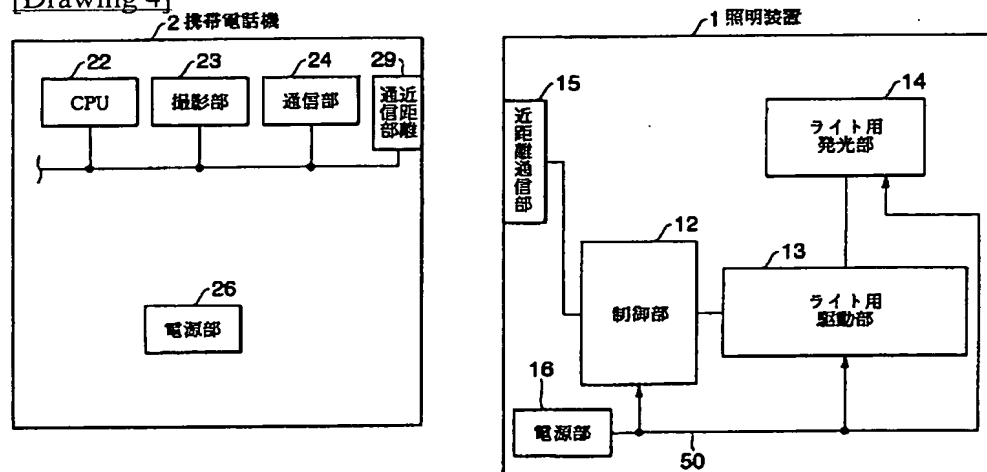 [Drawing 4]
2 携帯電話機
22
CPU
23
撮影部
24
通信部
29
近距離
通信部
26
電源部
1 照明装置
15
近距離通信部
14
ライト用
発光部
12
制御部
13
ライト用
駆動部
16
電源部
50